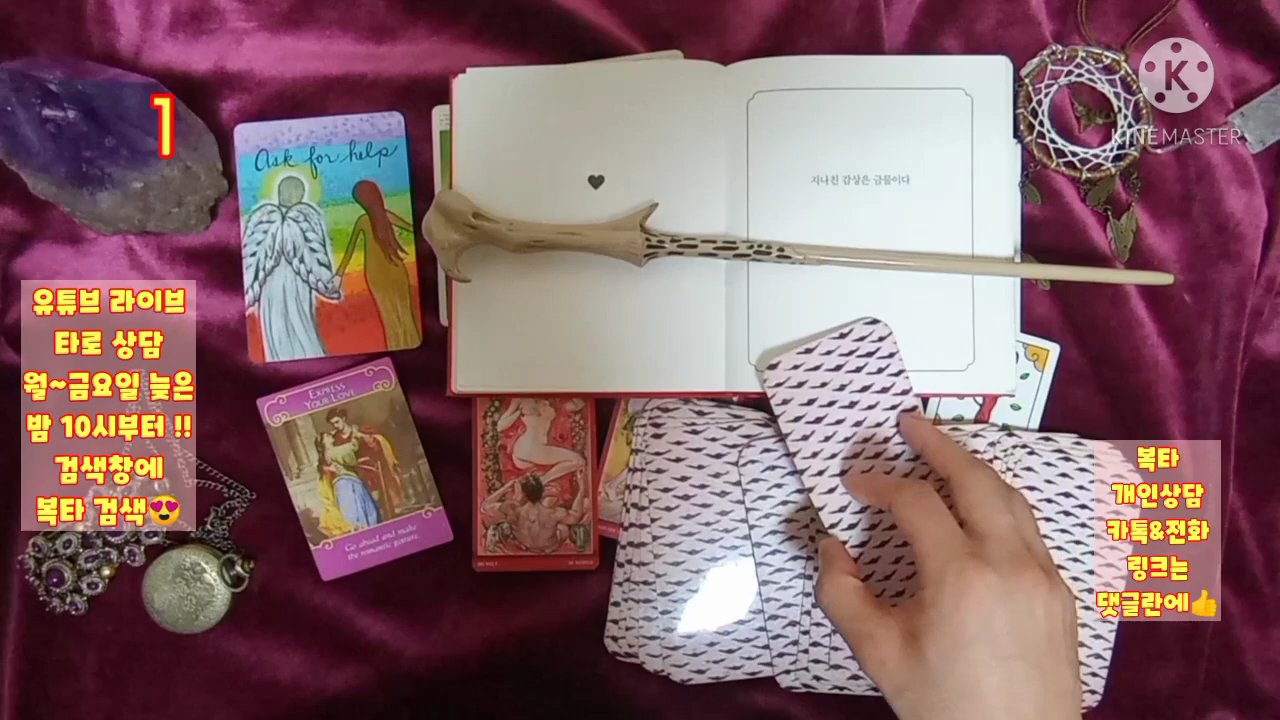 1
Ask for help
유튜브 라이브
타로 상담
월~금요일 늦은
밤 10시부터 !!
검색창에
복타 검색😍
EXPRESS
YOUR LOVE
Go ahead and make
the romantic gesture.
지나친 감상은 금물이다
K
KINEMASTER
복타
개인상담
카톡&전화
링크는
댓글란에👍